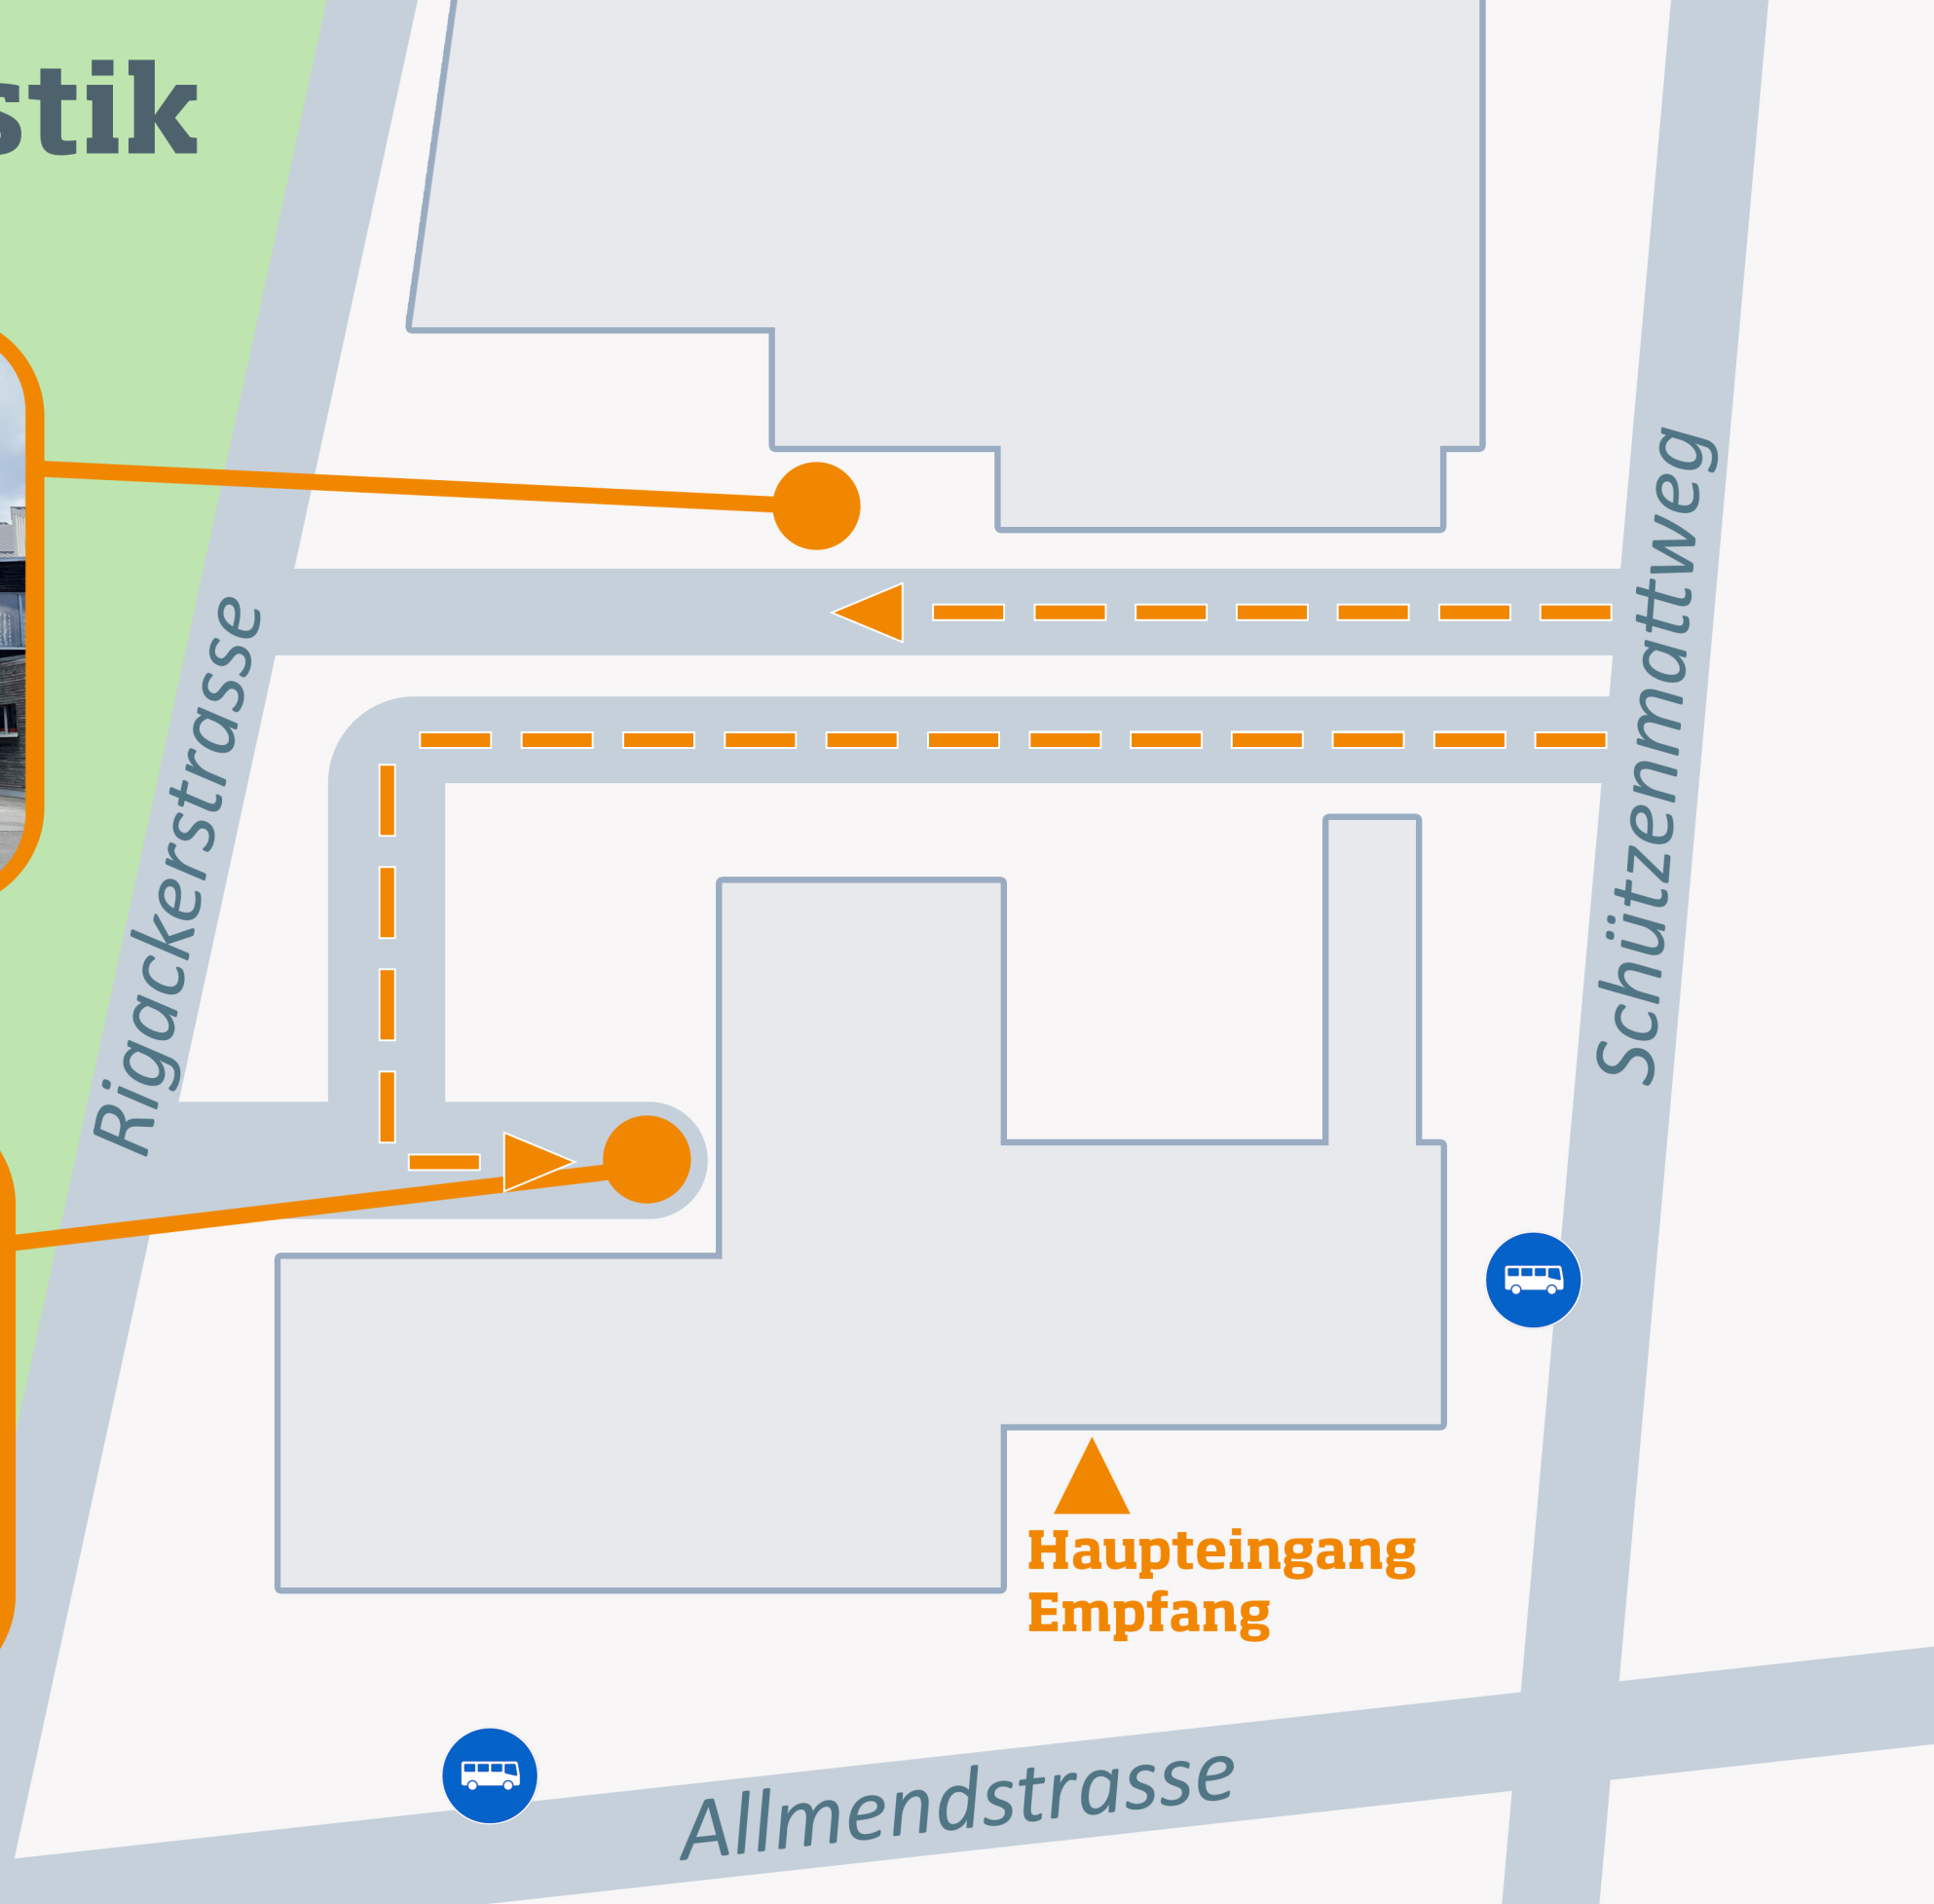 stik
Rigackerstrasse
Schützenmattweg
Haupteingang
Empfang
Allmendstrasse